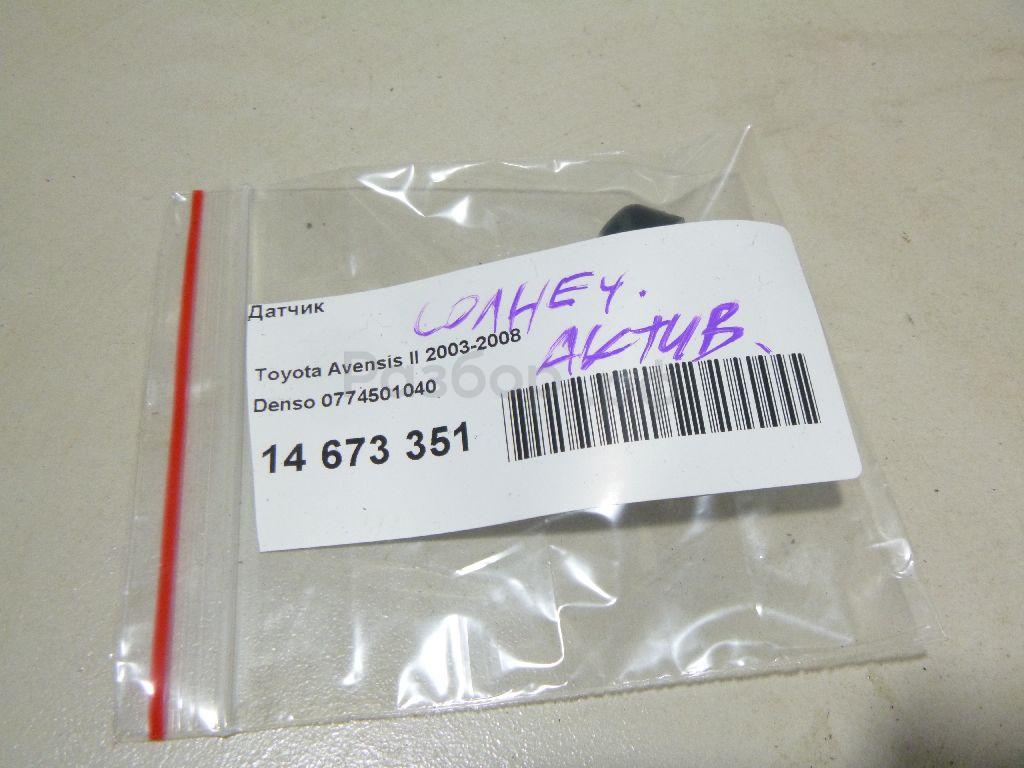 Датчик
СОЛНЕЧ.
АКТИВ.
Toyota Avensis II 2003-2008
Denso 0774501040
14 673 351